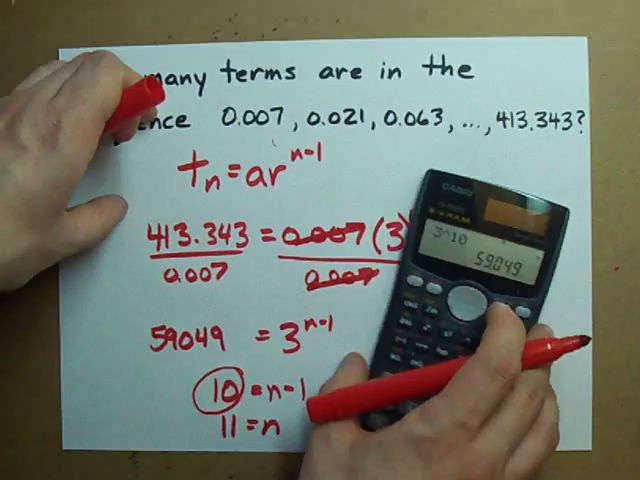 many terms are in the
0.007, 0.021, 0.063, ..., 413.343?
tn = ar^n-1
413.343 = 0.007 (3)
0.007 0.007
59049 = 3^n-1
10 = n-1
11 = n
CASIO
3^10
59049